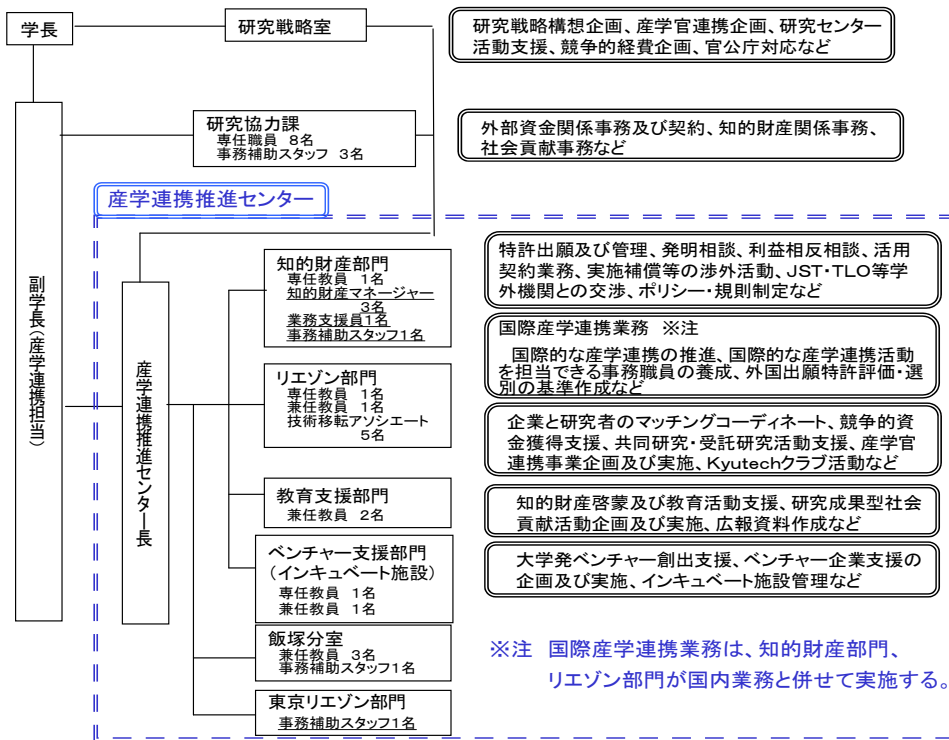 学長
研究戦略室
研究戦略構想企画、産学官連携企画、研究センター
活動支援、競争的経費企画、官公庁対応など
研究協力課
専任職員 8名
事務補助スタッフ 3名
外部資金関係事務及び契約、知的財産関係事務、
社会貢献事務など
産学連携推進センター
副学長(産学連携担当)
産学連携推進センター長
知的財産部門
専任教員 1名
知的財産マネージャー
3名
業務支援員1名
事務補助スタッフ1名
特許出願及び管理、発明相談、利益相反相談、活用
契約業務、実施補償等の渉外活動、JST・TLO等学
外機関との交渉、ポリシー・規則制定など
国際産学連携業務 ※注
国際的な産学連携の推進、国際的な産学連携活動
を担当できる事務職員の養成、外国出願特許評価・選
別の基準作成など
リエゾン部門
専任教員 1名
兼任教員 1名
技術移転アソシエート
5名
企業と研究者のマッチングコーディネート、競争的資
金獲得支援、共同研究・受託研究活動支援、産学官
連携事業企画及び実施、Kyutechクラブ活動など
教育支援部門
兼任教員 2名
知的財産啓蒙及び教育活動支援、研究成果型社会
貢献活動企画及び実施、広報資料作成など
ベンチャー支援部門
(インキュベート施設)
専任教員 1名
兼任教員 1名
大学発ベンチャー創出支援、ベンチャー企業支援の
企画及び実施、インキュベート施設管理など
飯塚分室
兼任教員 3名
事務補助スタッフ1名
東京リエゾン部門
事務補助スタッフ1名
※注 国際産学連携業務は、知的財産部門、
リエゾン部門が国内業務と併せて実施する。